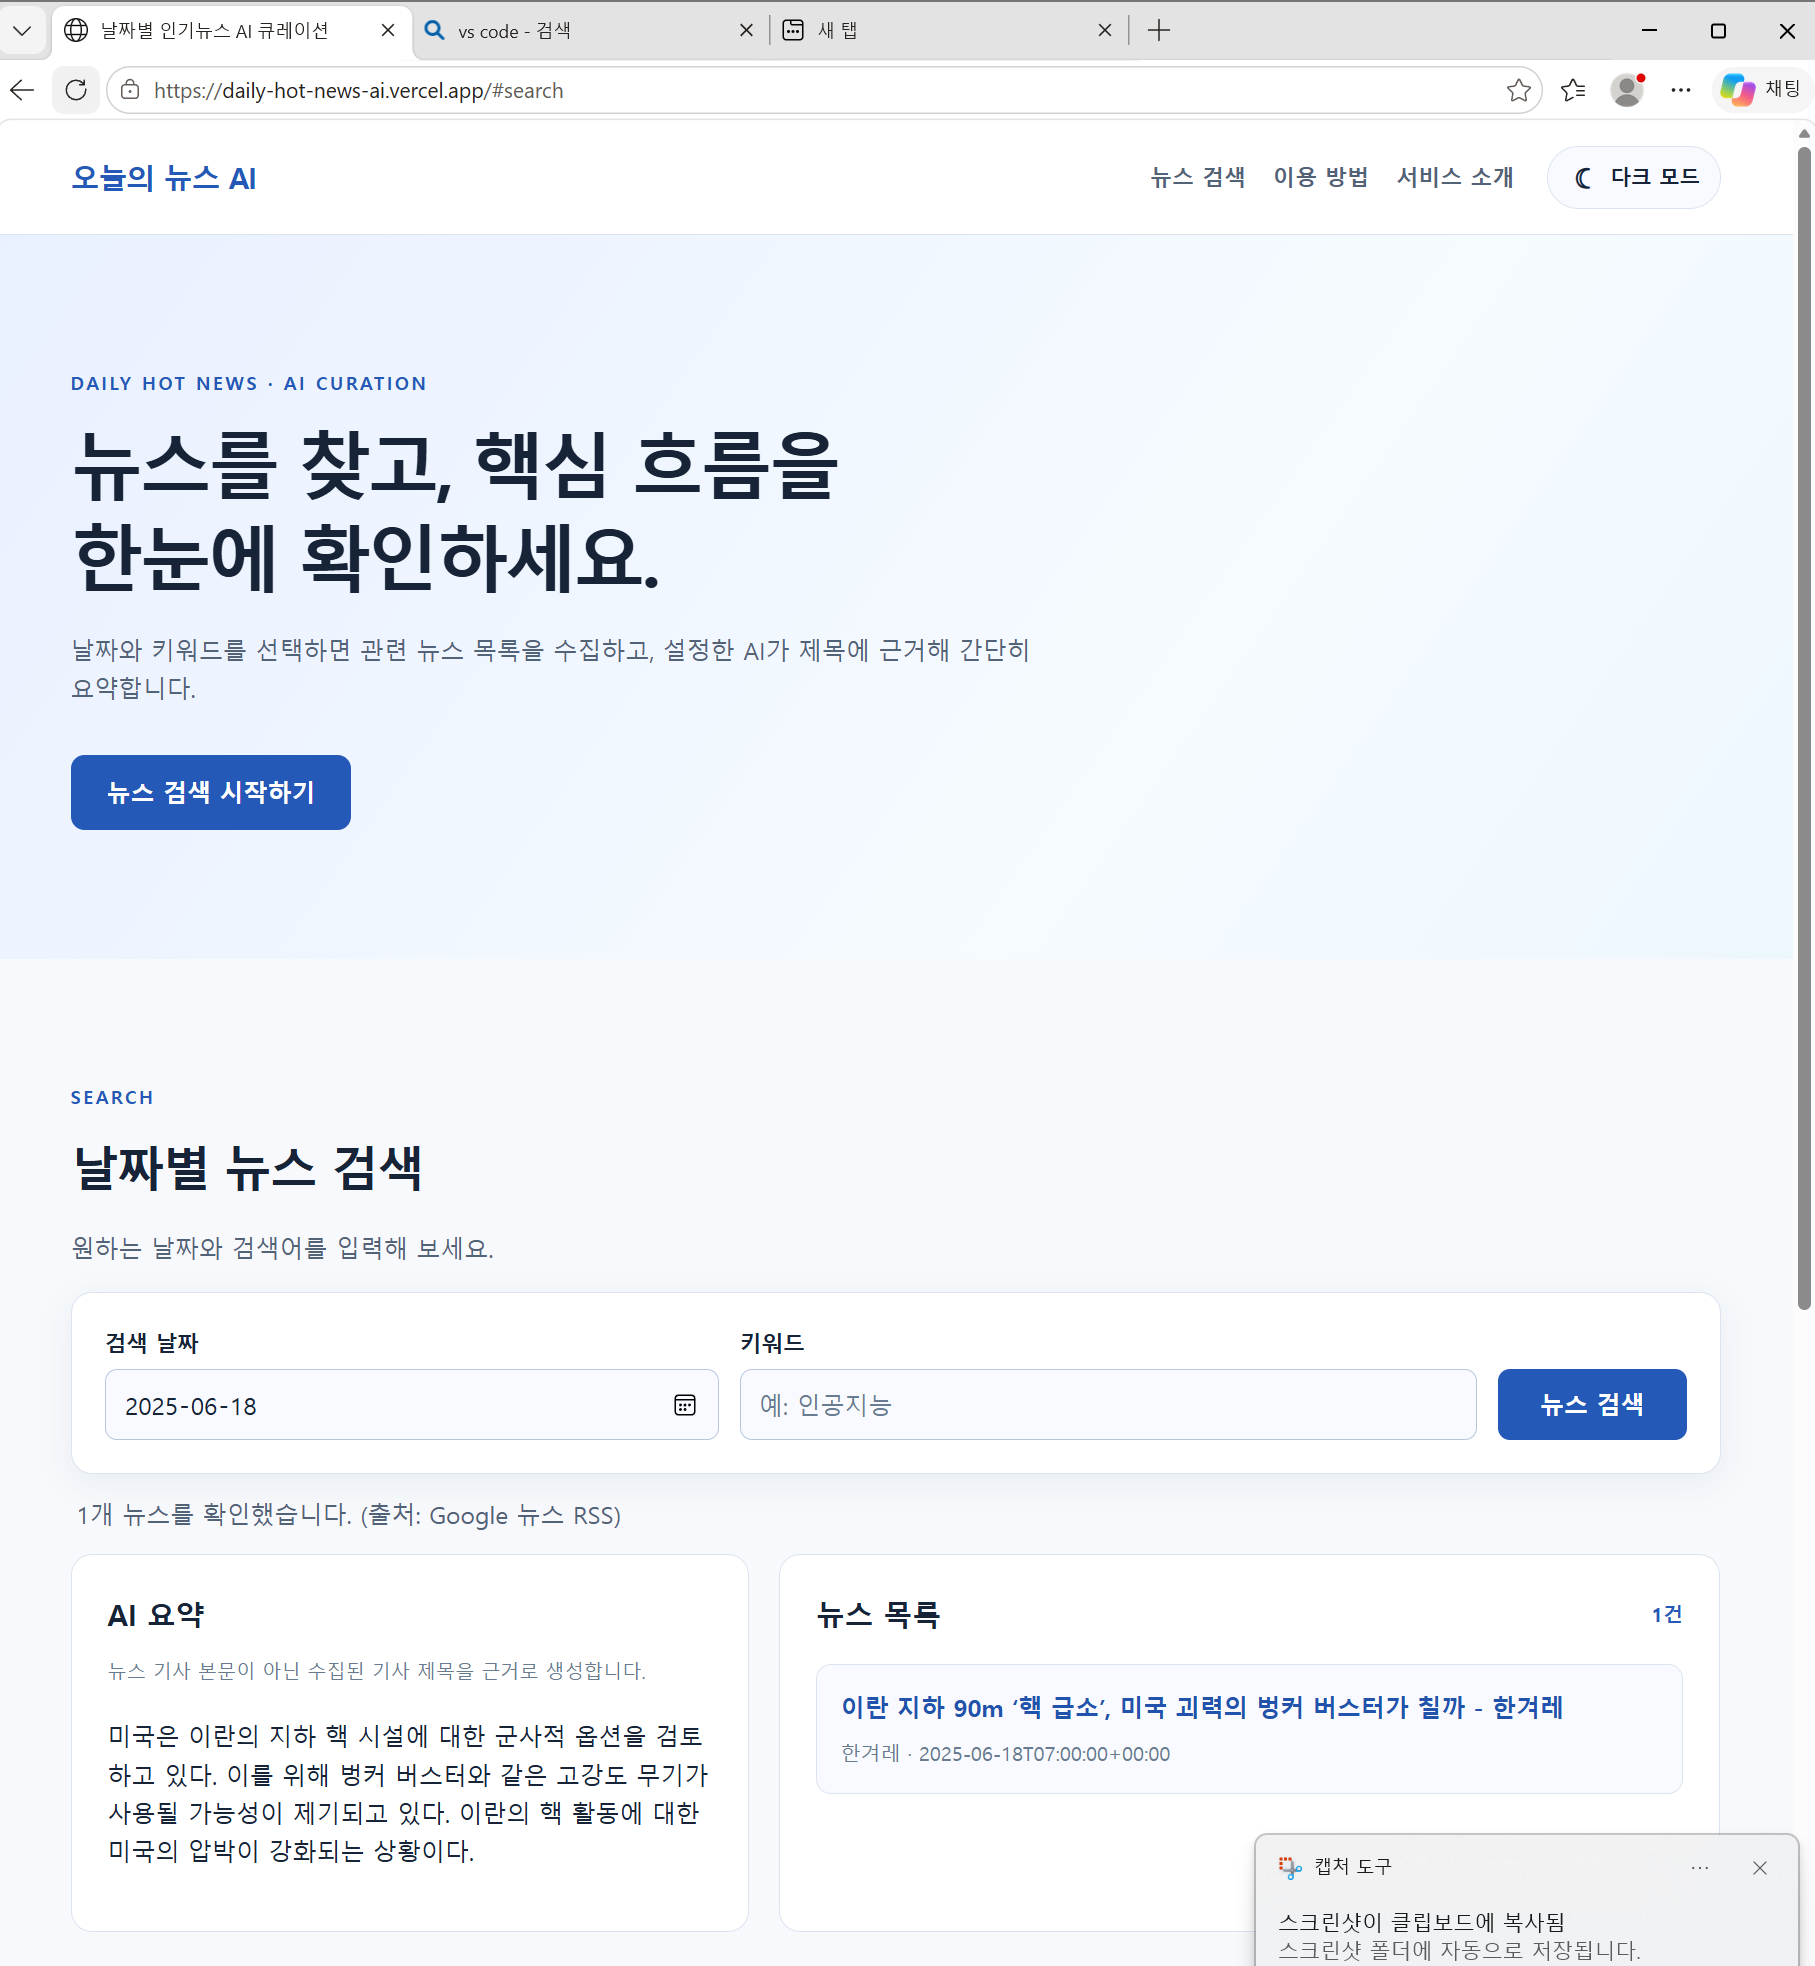 날짜별 인기뉴스 AI 큐레이션
vs code - 검색
새 탭
https://daily-hot-news-ai.vercel.app/#search
채팅
오늘의 뉴스 AI
뉴스 검색
이용 방법
서비스 소개
다크 모드
DAILY HOT NEWS · AI CURATION
뉴스를 찾고, 핵심 흐름을
한눈에 확인하세요.
날짜와 키워드를 선택하면 관련 뉴스 목록을 수집하고, 설정한 AI가 제목에 근거해 간단히
요약합니다.
뉴스 검색 시작하기
SEARCH
날짜별 뉴스 검색
원하는 날짜와 검색어를 입력해 보세요.
검색 날짜
키워드
2025-06-18
예: 인공지능
뉴스 검색
1개 뉴스를 확인했습니다. (출처: Google 뉴스 RSS)
AI 요약
뉴스 기사 본문이 아닌 수집된 기사 제목을 근거로 생성합니다.
미국은 이란의 지하 핵 시설에 대한 군사적 옵션을 검토
하고 있다. 이를 위해 벙커 버스터와 같은 고강도 무기가
사용될 가능성이 제기되고 있다. 이란의 핵 활동에 대한
미국의 압박이 강화되는 상황이다.
뉴스 목록
1건
이란 지하 90m ‘핵 급소’, 미국 괴력의 벙커 버스터가 칠까 - 한겨레
한겨레 · 2025-06-18T07:00:00+00:00
캡처 도구
스크린샷이 클립보드에 복사됨
스크린샷 폴더에 자동으로 저장됩니다.